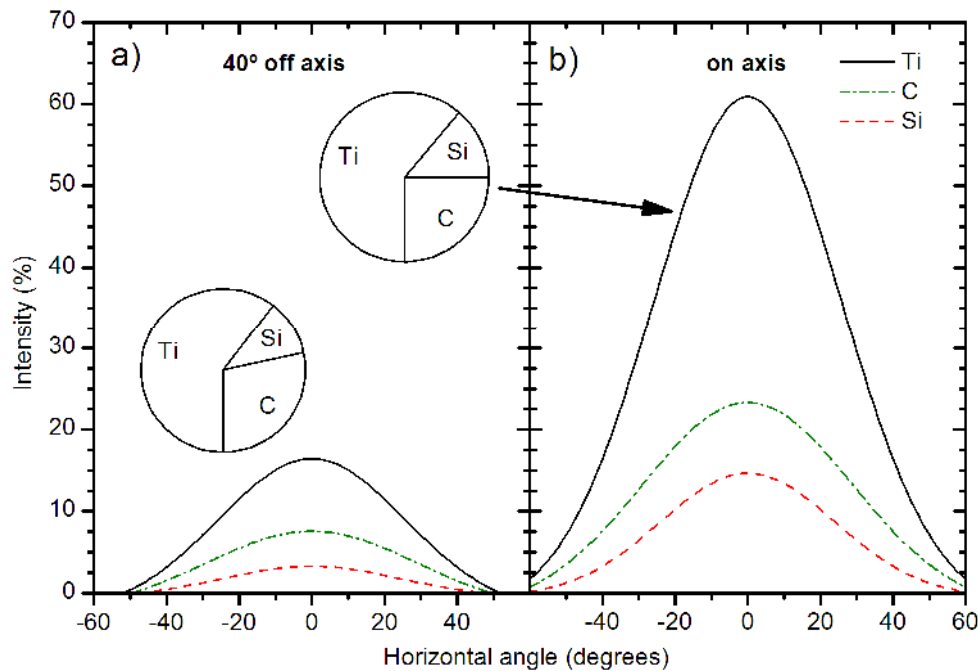 70
60
50
40
30
20
10
0
Intensity (%)
a)
40º off axis
Ti
Si
C
Ti
Si
C
-60
-40
-20
0
20
40
b)
on axis
Ti
C
Si
-40
-20
0
20
40
60
Horizontal angle (degrees)